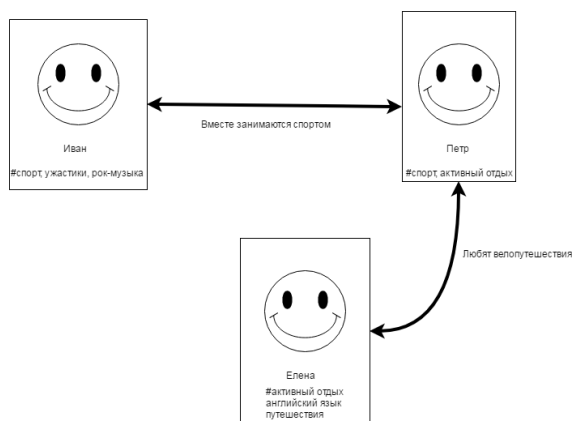 Вместе занимаются спортом
Иван
#спорт, ужастики, рок-музыка
Петр
#спорт, активный отдых
Любят велопутешествия
Елена
#активный отдых
английский язык
путешествия